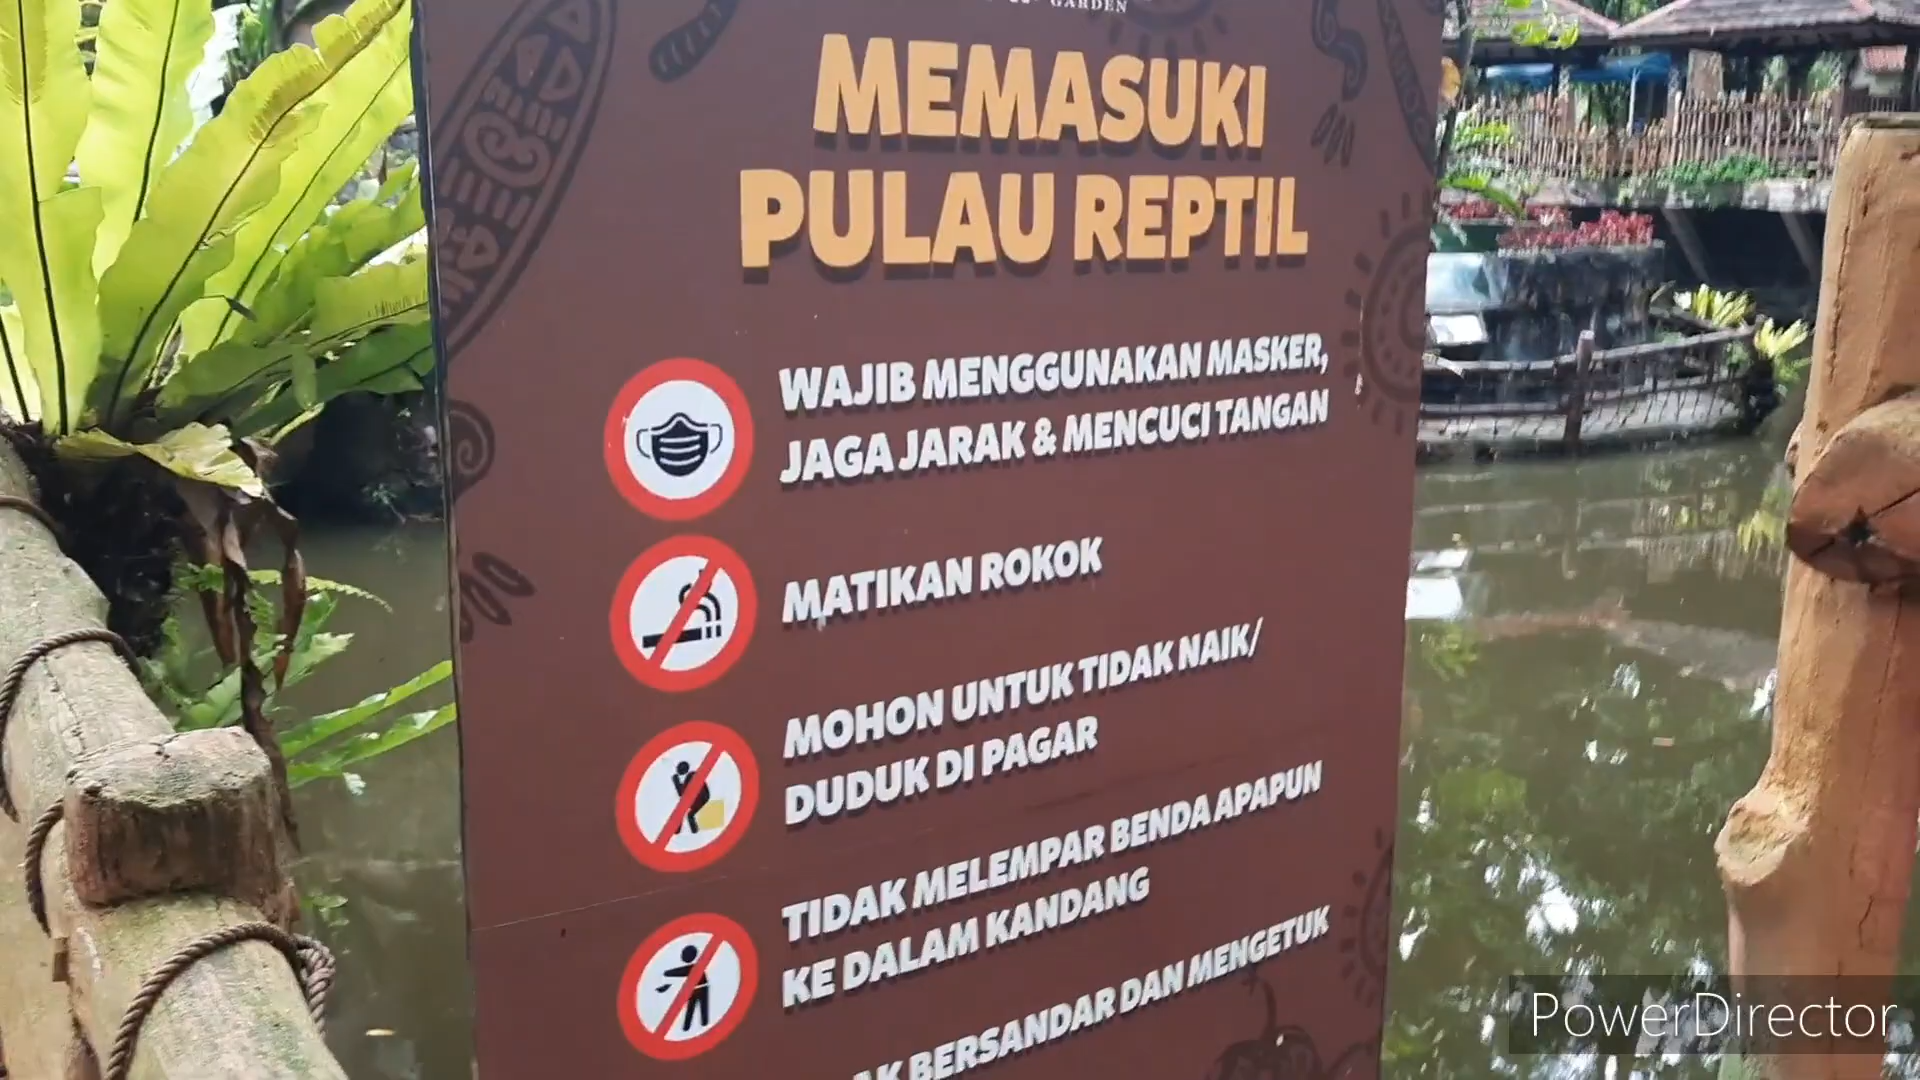 GARDEN
MEMASUKI
PULAU REPTIL
WAJIB MENGGUNAKAN MASKER,
JAGA JARAK & MENCUCI TANGAN
MATIKAN ROKOK
MOHON UNTUK TIDAK NAIK/
DUDUK DI PAGAR
TIDAK MELEMPAR BENDA APAPUN
KE DALAM KANDANG
BERSANDAR DAN MENGETUK
PowerDirector